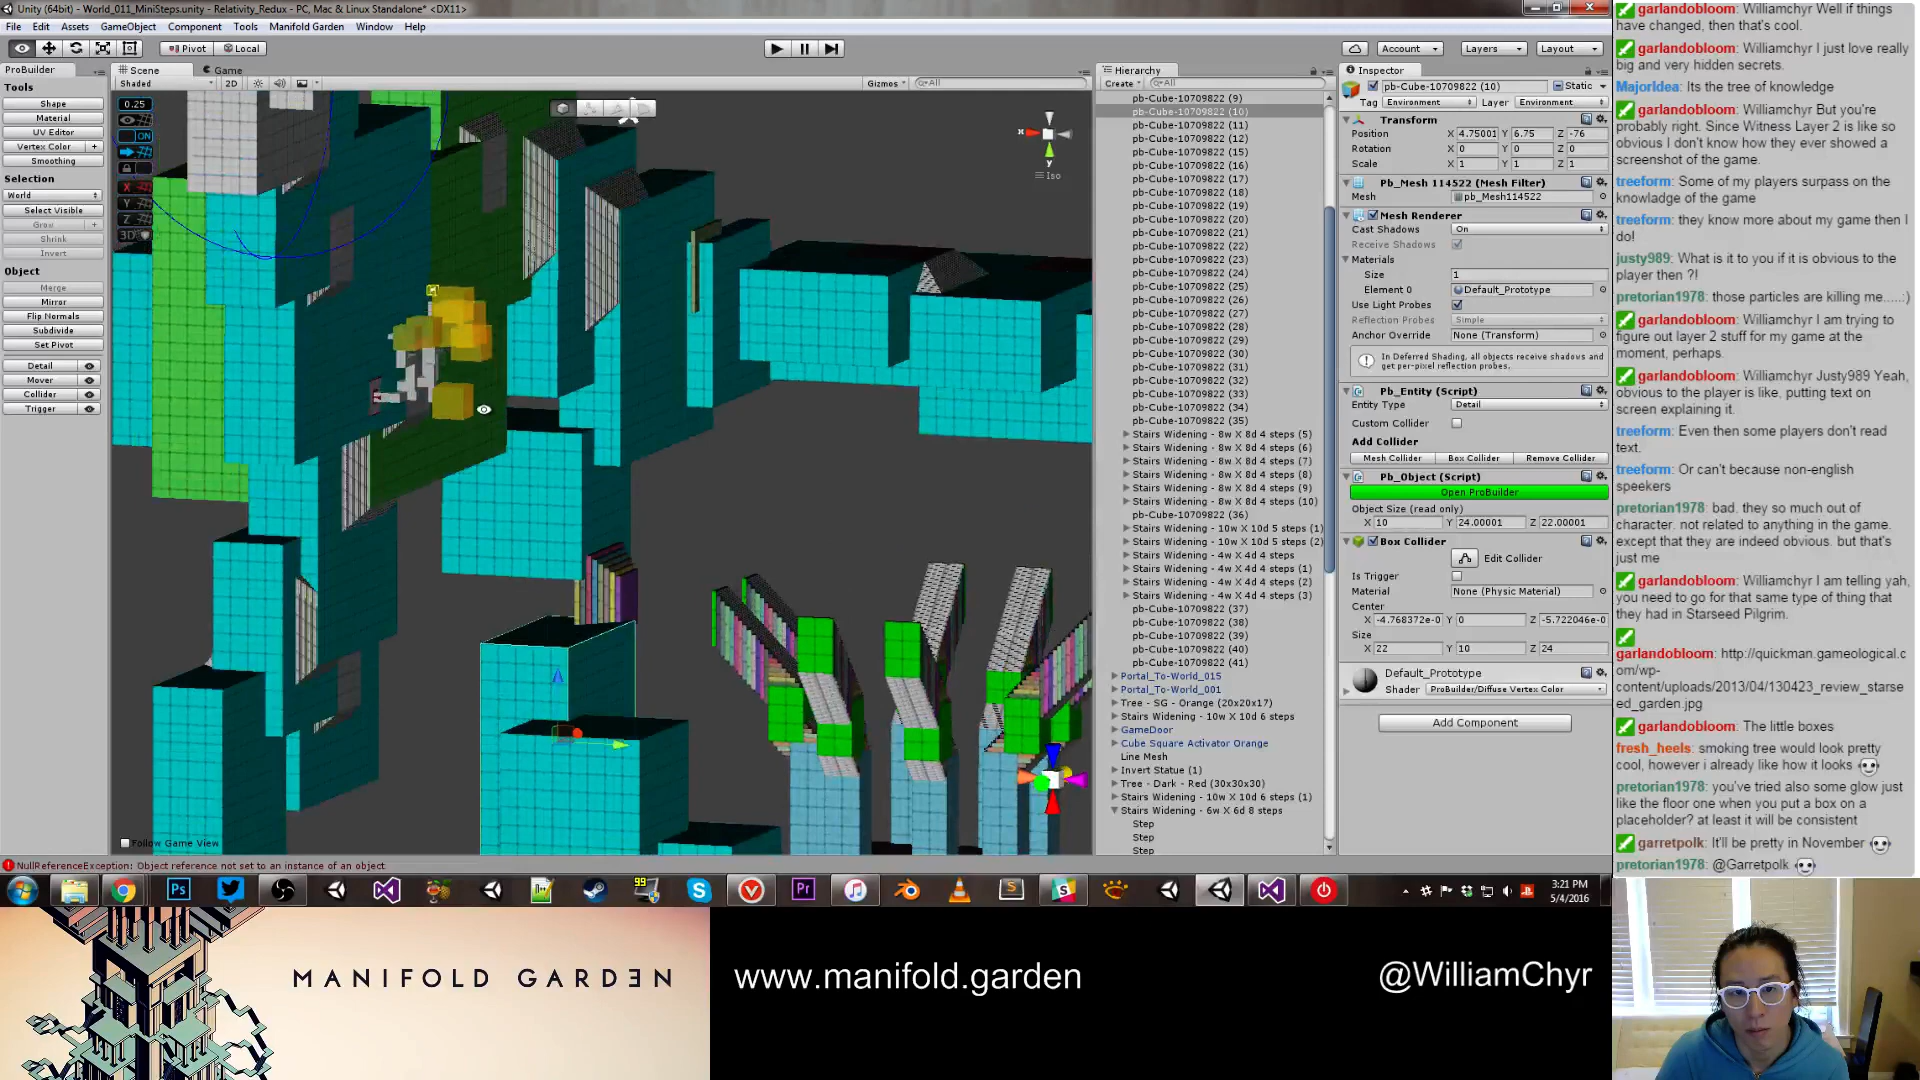 Unity (64bit) - World_011_MiniSteps.unity - Relativity_Redux - PC, Mac & Linux Standalone* <DX11>
File Edit Assets GameObject Component Tools Manifold Garden Window Help
Pivot Local Account Layers Layout
ProBuilder
Tools
Shape
Material
UV Editor
Vertex Color +
Smoothing
Selection
World
Select Visible
Grow +
Shrink
Invert
Object
Merge
Mirror
Flip Normals
Subdivide
Set Pivot
Detail
Mover
Collider
Trigger
Scene Game
Shaded 2D Gizmos All
0.25
ON
X
Y
Z
3D
x
y
Iso
Follow Game View
NullReferenceException: Object reference not set to an instance of an object
Hierarchy
Create All
pb-Cube-10709822 (9)
pb-Cube-10709822 (10)
pb-Cube-10709822 (11)
pb-Cube-10709822 (12)
pb-Cube-10709822 (15)
pb-Cube-10709822 (16)
pb-Cube-10709822 (17)
pb-Cube-10709822 (18)
pb-Cube-10709822 (19)
pb-Cube-10709822 (20)
pb-Cube-10709822 (21)
pb-Cube-10709822 (22)
pb-Cube-10709822 (23)
pb-Cube-10709822 (24)
pb-Cube-10709822 (25)
pb-Cube-10709822 (26)
pb-Cube-10709822 (27)
pb-Cube-10709822 (28)
pb-Cube-10709822 (29)
pb-Cube-10709822 (30)
pb-Cube-10709822 (31)
pb-Cube-10709822 (32)
pb-Cube-10709822 (33)
pb-Cube-10709822 (34)
pb-Cube-10709822 (35)
Stairs Widening - 8w X 8d 4 steps (5)
Stairs Widening - 8w X 8d 4 steps (6)
Stairs Widening - 8w X 8d 4 steps (7)
Stairs Widening - 8w X 8d 4 steps (8)
Stairs Widening - 8w X 8d 4 steps (9)
Stairs Widening - 8w X 8d 4 steps (10)
pb-Cube-10709822 (36)
Stairs Widening - 10w X 10d 5 steps (1)
Stairs Widening - 10w X 10d 5 steps (2)
Stairs Widening - 4w X 4d 4 steps
Stairs Widening - 4w X 4d 4 steps (1)
Stairs Widening - 4w X 4d 4 steps (2)
Stairs Widening - 4w X 4d 4 steps (3)
pb-Cube-10709822 (37)
pb-Cube-10709822 (38)
pb-Cube-10709822 (39)
pb-Cube-10709822 (40)
pb-Cube-10709822 (41)
Portal_To-World_015
Portal_To-World_001
Tree - SG - Orange (20x20x17)
Stairs Widening - 10w X 10d 6 steps
GameDoor
Cube Square Activator Orange
Line Mesh
Invert Statue (1)
Tree - Dark - Red (30x30x30)
Stairs Widening - 10w X 10d 6 steps (1)
Stairs Widening - 6w X 6d 8 steps
Step
Step
Step
Inspector
pb-Cube-10709822 (10) Static
Tag Environment Layer Environment
Transform
Position X 4.75001 Y 6.75 Z -76
Rotation X 0 Y 0 Z 0
Scale X 1 Y 1 Z 1
Pb_Mesh 114522 (Mesh Filter)
Mesh pb_Mesh114522
Mesh Renderer
Cast Shadows On
Receive Shadows
Materials
Size 1
Element 0 Default_Prototype
Use Light Probes
Reflection Probes Simple
Anchor Override None (Transform)
In Deferred Shading, all objects receive shadows and
get per-pixel reflection probes.
Pb_Entity (Script)
Entity Type Detail
Custom Collider
Add Collider
Mesh Collider Box Collider Remove Collider
Pb_Object (Script)
Open ProBuilder
Object Size (read only)
X 10 Y 24.00001 Z 22.00001
Box Collider
Edit Collider
Is Trigger
Material None (Physic Material)
Center
X -4.768372e-0 Y 0 Z -5.722046e-0
Size
X 22 Y 10 Z 24
Default_Prototype
Shader ProBuilder/Diffuse Vertex Color
Add Component
garlandobloom: Williamchyr Well if things
have changed, then that's cool.
garlandobloom: Williamchyr I just love really
big and very hidden secrets.
MajorIdea: Its the tree of knowledge
garlandobloom: Williamchyr But you're
probably right. Since Witness Layer 2 is like so
obvious I don't know how they ever showed a
screenshot of the game.
treeform: Some of my players surpass on the
knowladge of the game
treeform: they know more about my game then I
do!
justy989: What is it to you if it is obvious to the
player then ?!
pretorian1978: those particles are killing me.....:)
garlandobloom: Williamchyr I am trying to
figure out layer 2 stuff for my game at the
moment, perhaps.
garlandobloom: Williamchyr Justy989 Yeah,
obvious to the player is like, putting text on
screen explaining it.
treeform: Even then some players don't read
text.
treeform: Or can't because non-english
speekers
pretorian1978: bad. they so much out of
character. not related to anything in the game.
except that they are indeed obvious. but that's
just me
garlandobloom: Williamchyr I am telling yah,
you need to go for that same type of thing that
they had in Starseed Pilgrim.
garlandobloom: http://quickman.gameological.c
om/wp-
content/uploads/2013/04/130423_review_starse
ed_garden.jpg
garlandobloom: The little boxes
fresh_heels: smoking tree would look pretty
cool, however i already like how it looks
pretorian1978: you've tried also some glow just
like the floor one when you put a box on a
placeholder? at least it will be consistent
garretpolk: It'll be pretty in November
pretorian1978: @Garretpolk
Ps 99 Pr S
3:21 PM
5/4/2016
MANIFOLD GARDƎN
www.manifold.garden
@WilliamChyr